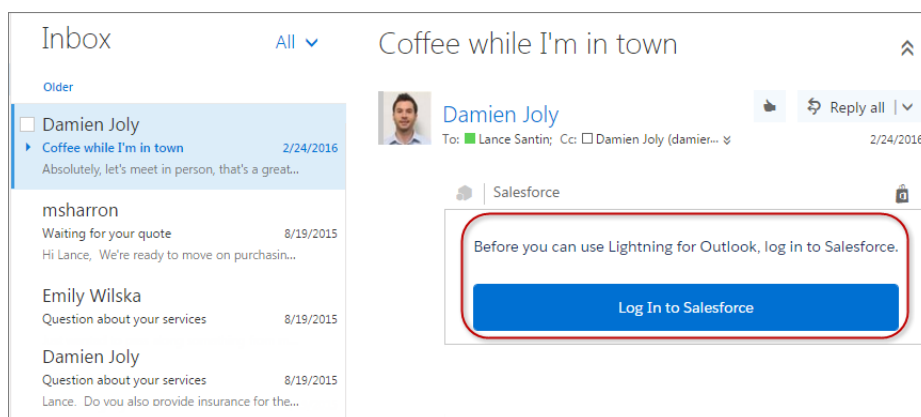 Inbox
All
Older
Damien Joly
Coffee while I'm in town 2/24/2016
Absolutely, let's meet in person, that's a great...
msharron
Waiting for your quote 8/19/2015
Hi Lance, We're ready to move on purchasin...
Emily Wilska
Question about your services 8/19/2015
Damien Joly
Question about your services 8/19/2015
Lance. Do you also provide insurance for the...
Coffee while I'm in town
Damien Joly
Reply all
To: Lance Santin; Cc: Damien Joly (damier... 2/24/2016
Salesforce
Before you can use Lightning for Outlook, log in to Salesforce.
Log In to Salesforce